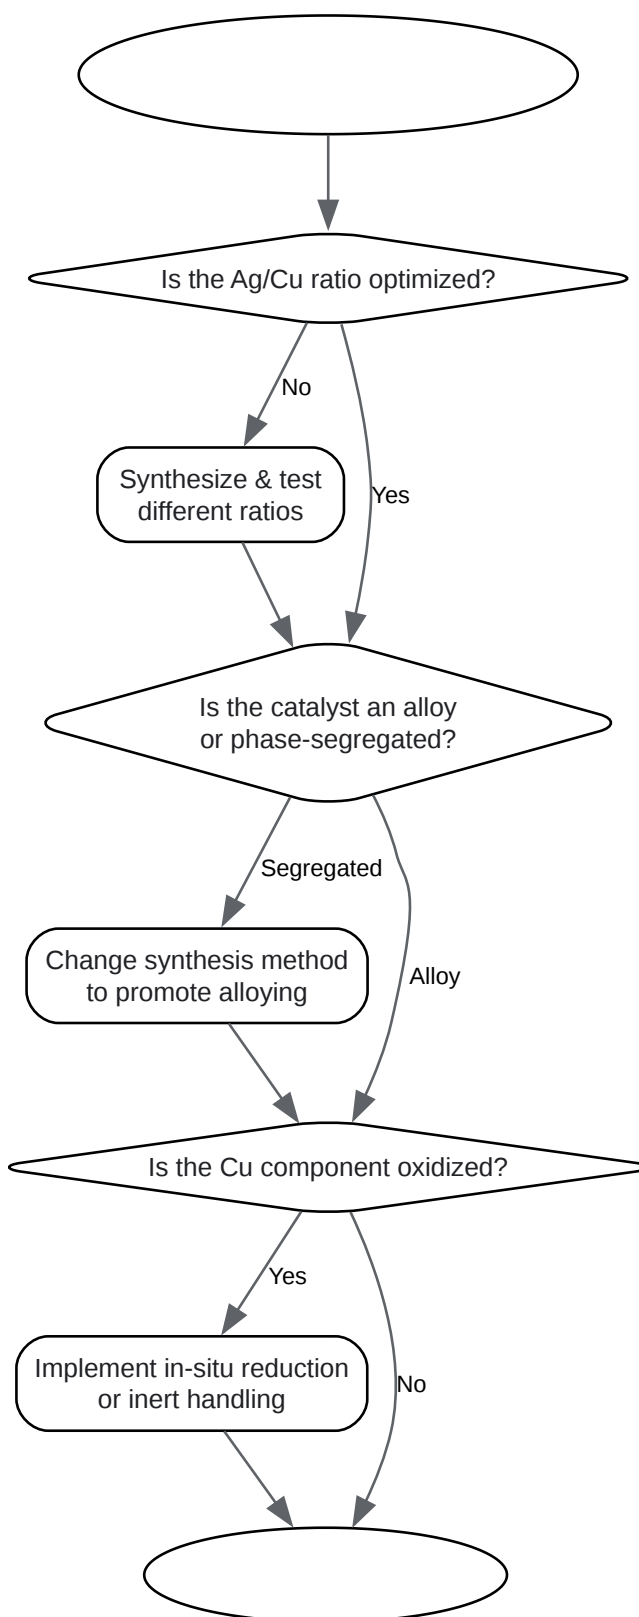 Is the Ag/Cu ratio optimized?
No
Synthesize & test
different ratios
Yes
Is the catalyst an alloy
or phase-segregated?
Segregated
Change synthesis method
to promote alloying
Alloy
Is the Cu component oxidized?
Yes
Implement in-situ reduction
or inert handling
No